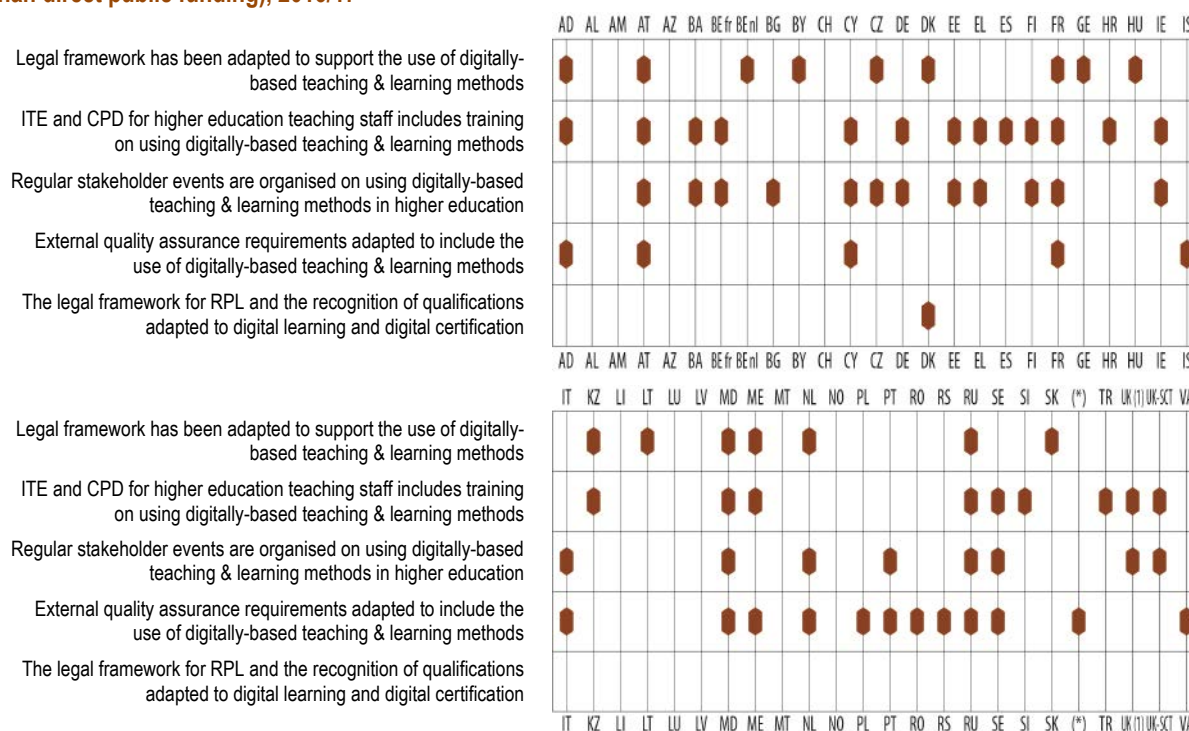 than direct public funding), 2016/17
AD AL AM AT AZ BA BEfr BEnl BG BY CH CY CZ DE DK EE EL ES FI FR GE HR HU IE
Legal framework has been adapted to support the use of digitally-
based teaching & learning methods
ITE and CPD for higher education teaching staff includes training
on using digitally-based teaching & learning methods
Regular stakeholder events are organised on using digitally-based
teaching & learning methods in higher education
External quality assurance requirements adapted to include the
use of digitally-based teaching & learning methods
The legal framework for RPL and the recognition of qualifications
adapted to digital learning and digital certification
AD AL AM AT AZ BA BEfr BEnl BG BY CH CY CZ DE DK EE EL ES FI FR GE HR HU IE
IT KZ LI LT LU LV MD ME MT NL NO PL PT RO RS RU SE SI SK (*) TR UK(1) UK-SCT
Legal framework has been adapted to support the use of digitally-
based teaching & learning methods
ITE and CPD for higher education teaching staff includes training
on using digitally-based teaching & learning methods
Regular stakeholder events are organised on using digitally-based
teaching & learning methods in higher education
External quality assurance requirements adapted to include the
use of digitally-based teaching & learning methods
The legal framework for RPL and the recognition of qualifications
adapted to digital learning and digital certification
IT KZ LI LT LU LV MD ME MT NL NO PL PT RO RS RU SE SI SK (*) TR UK(1) UK-SCT